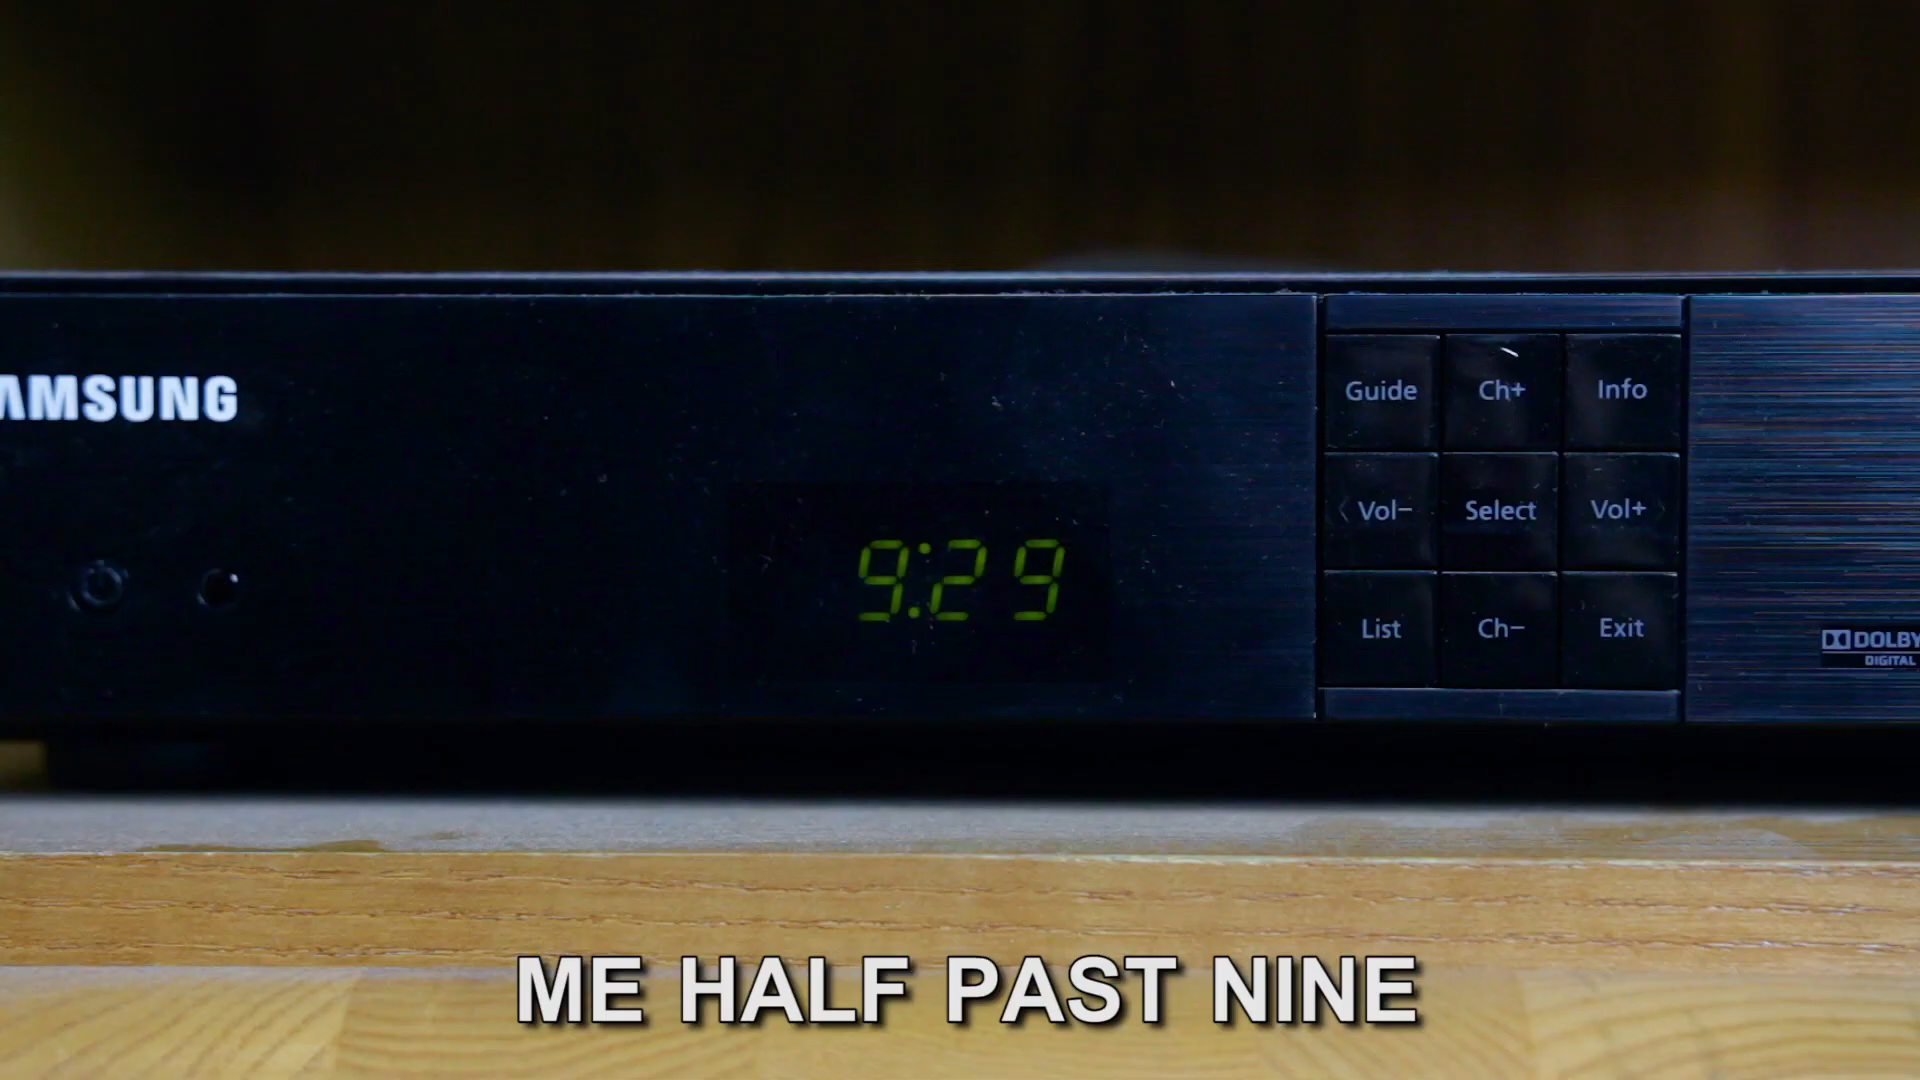 AMSUNG
9:29
Guide Ch+ Info
Vol− Select Vol+
List Ch− Exit
DOLBY
DIGITAL
ME HALF PAST NINE